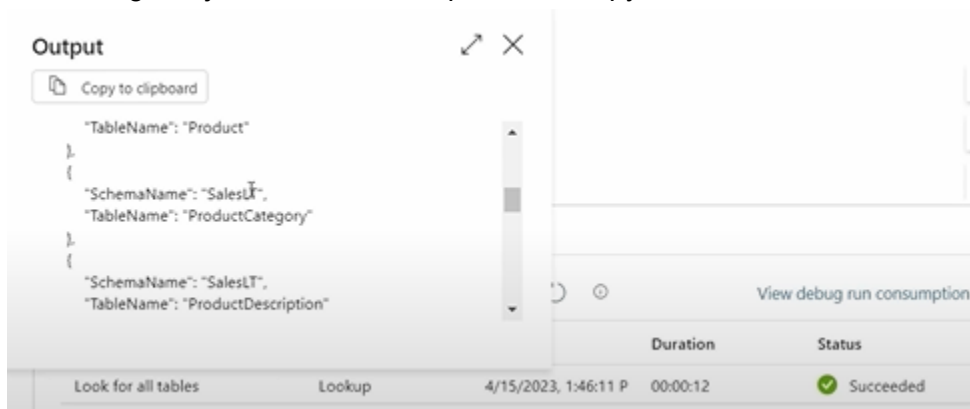 Output
Copy to clipboard
"TableName": "Product"
},
{
"SchemaName": "SalesLT",
"TableName": "ProductCategory"
},
{
"SchemaName": "SalesLT",
"TableName": "ProductDescription"
View debug run consumption
Duration Status
Look for all tables Lookup 4/15/2023, 1:46:11 P 00:00:12 Succeeded